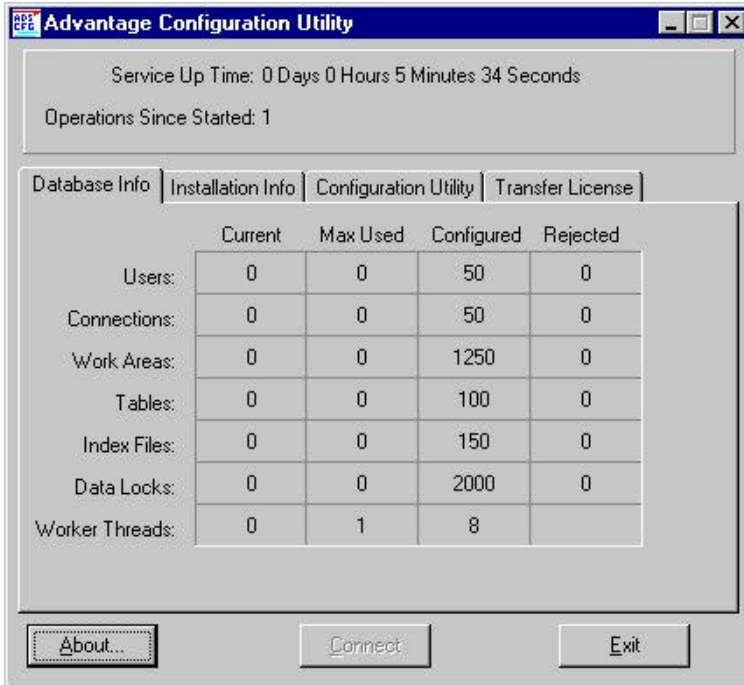 ADS
CFG
Advantage Configuration Utility
Service Up Time: 0 Days 0 Hours 5 Minutes 34 Seconds
Operations Since Started: 1
Database Info Installation Info Configuration Utility Transfer License
Current Max Used Configured Rejected
Users: 0 0 50 0
Connections: 0 0 50 0
Work Areas: 0 0 1250 0
Tables: 0 0 100 0
Index Files: 0 0 150 0
Data Locks: 0 0 2000 0
Worker Threads: 0 1 8
About... Connect Exit